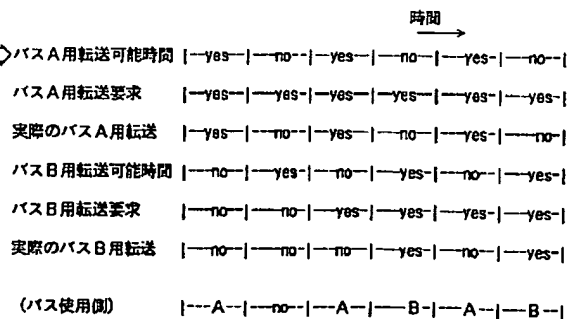 時間
バスA用転送可能時間 |—yes—|—no—|—yes—|—no—|—yes—|—no—|
バスA用転送要求 |—yes—|—yes—|—yes—|—yes—|—yes—|—yes—|
実際のバスA用転送 |—yes—|—no—|—yes—|—no—|—yes—|—no—|
バスB用転送可能時間 |—no—|—yes—|—no—|—yes—|—no—|—yes—|
バスB用転送要求 |—no—|—no—|—yes—|—yes—|—yes—|—yes—|
実際のバスB用転送 |—no—|—no—|—no—|—yes—|—no—|—yes—|
(バス使用側) |—A—|—no—|—A—|—B—|—A—|—B—|